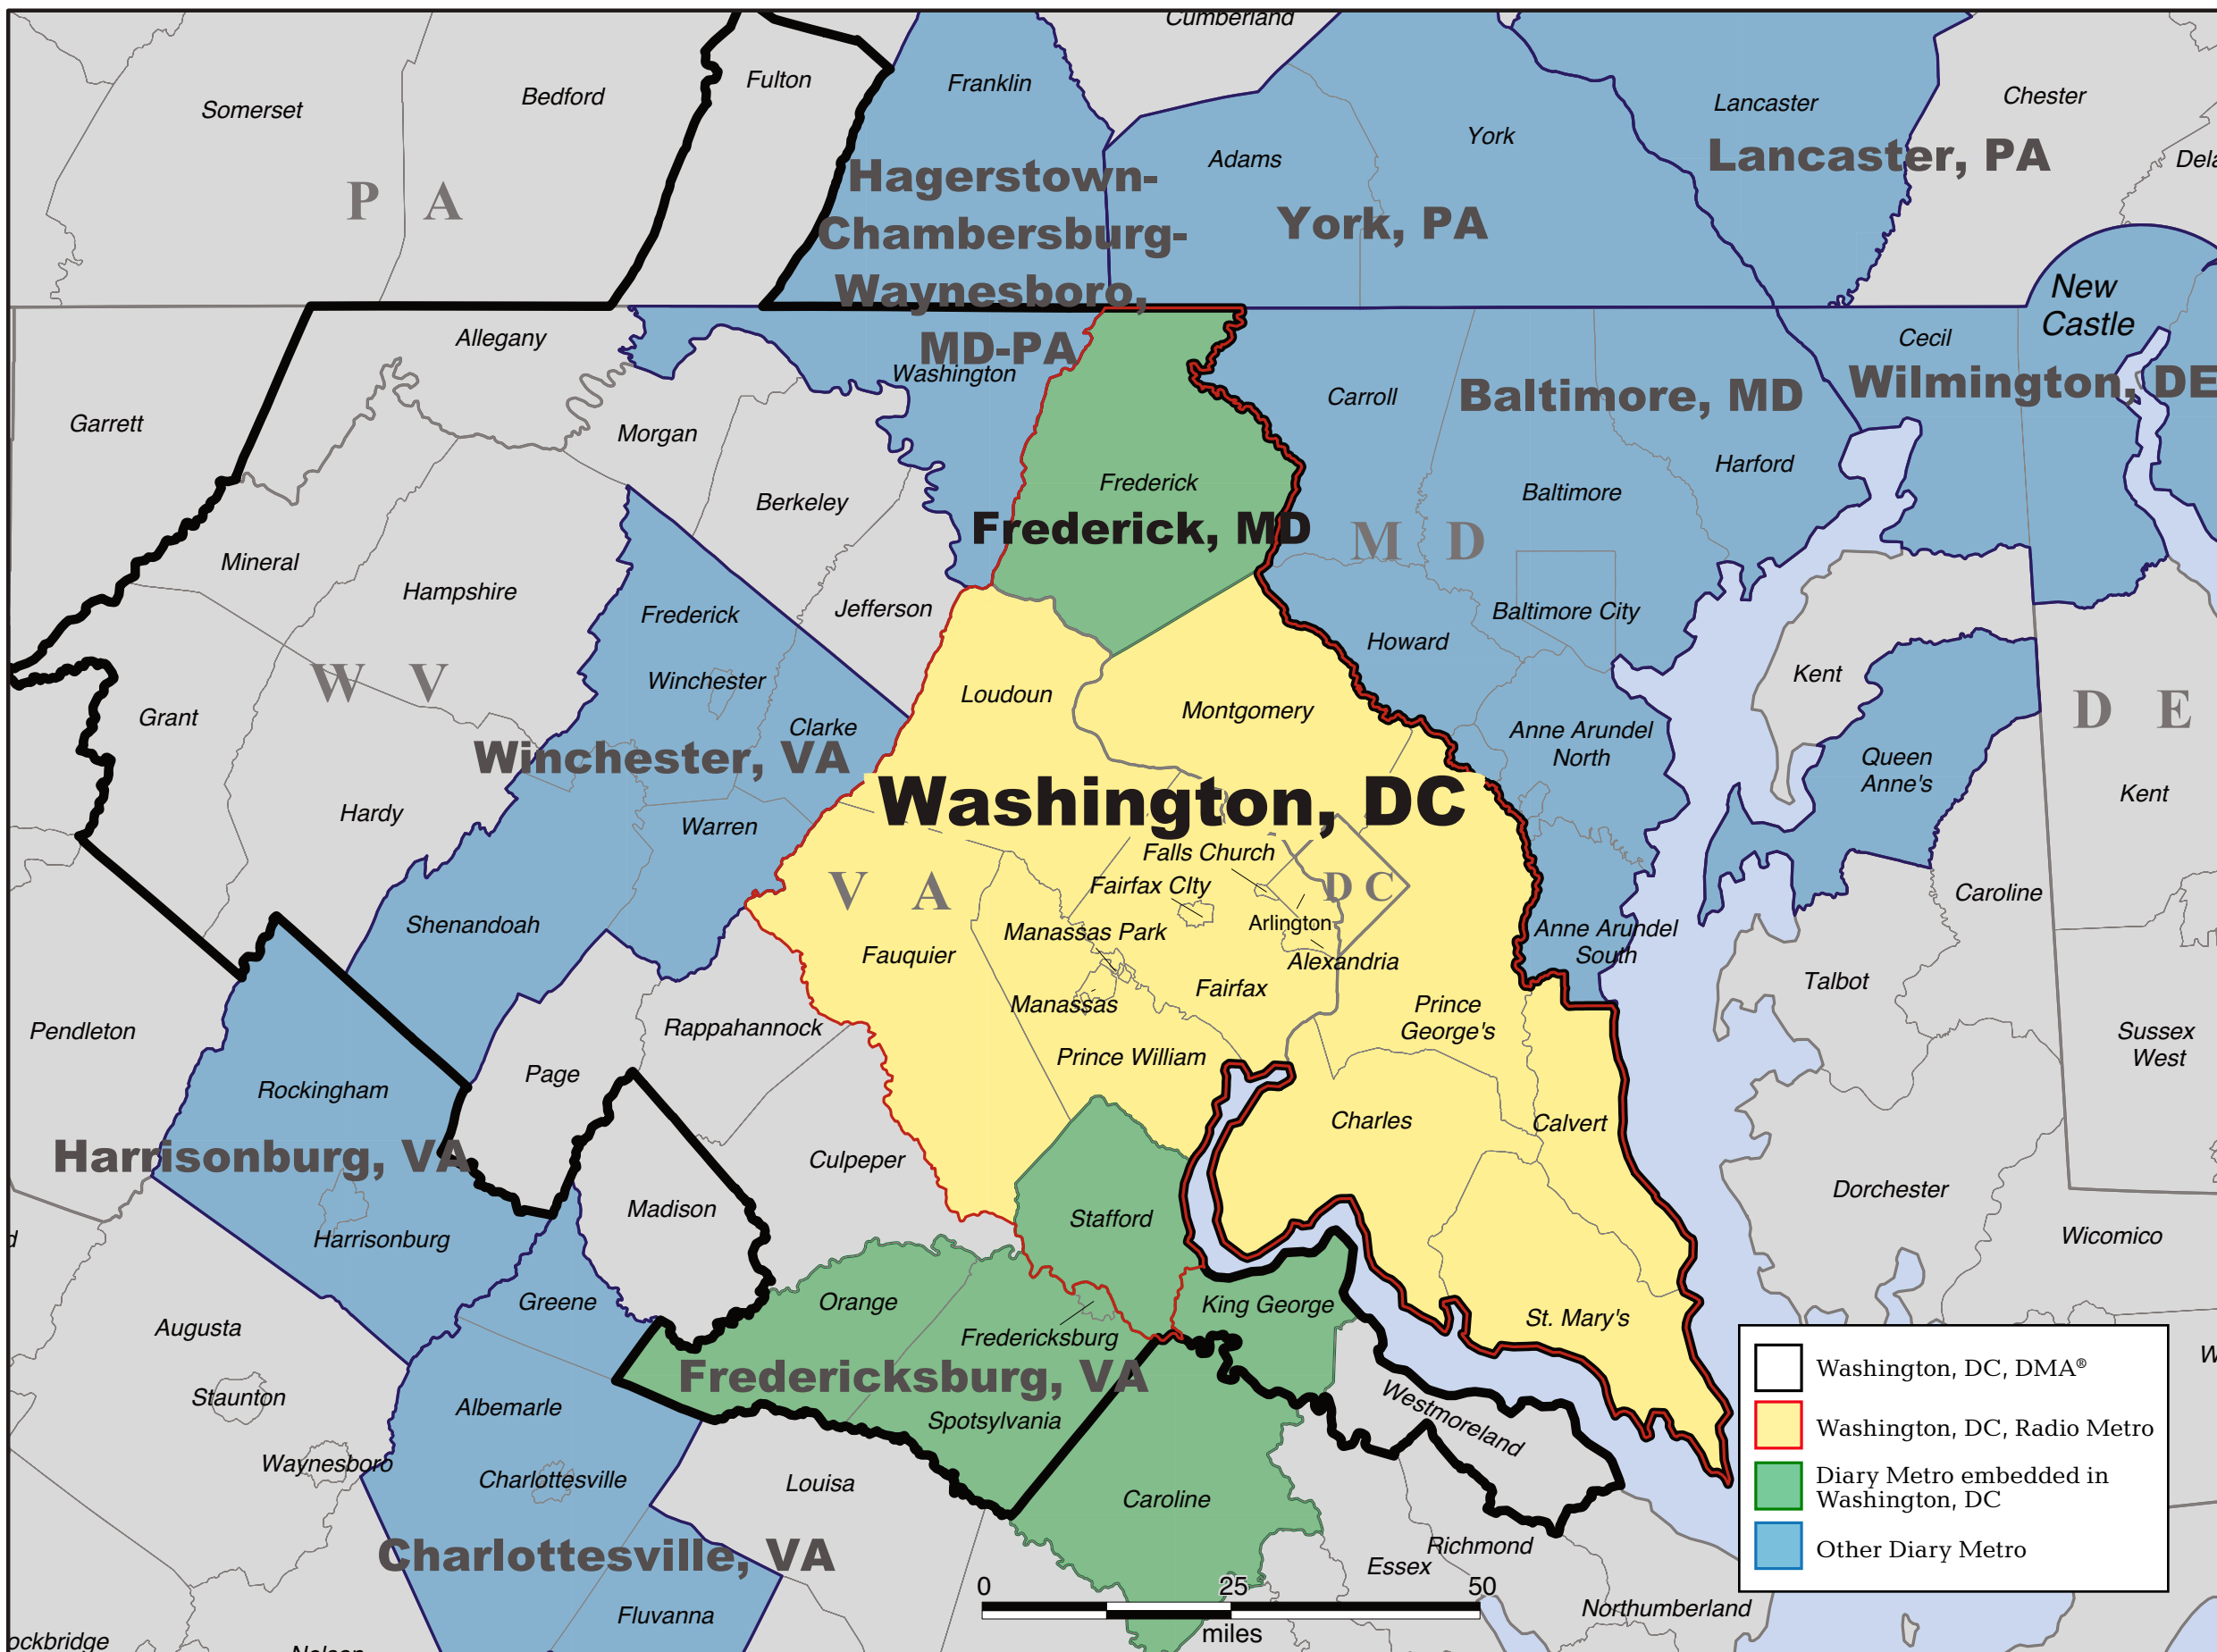 Cumberland
Somerset
Bedford
Fulton
Franklin
Adams
York
Lancaster
Chester
Lancaster, PA
P A
Hagerstown-
Chambersburg-
Waynesboro,
MD-PA
York, PA
New
Castle
Allegany
Washington
Cecil
Garrett
Morgan
Carroll
Baltimore, MD
Wilmington, DE
Berkeley
Frederick
Frederick, MD
M D
Baltimore
Harford
Mineral
Hampshire
Jefferson
Frederick
Baltimore City
Howard
Kent
W V
Winchester
Loudoun
Montgomery
D E
Grant
Clarke
Winchester, VA
Anne Arundel
North
Queen
Anne's
Kent
Hardy
Warren
Washington, DC
Falls Church
Fairfax CIty
D C
V A
Arlington
Caroline
Shenandoah
Manassas Park
Fauquier
Alexandria
Anne Arundel
South
Talbot
Fairfax
Manassas
Prince
George's
Pendleton
Rappahannock
Sussex
West
Page
Prince William
Rockingham
Charles
Calvert
Harrisonburg, VA
Culpeper
Dorchester
Madison
Stafford
Harrisonburg
Wicomico
Greene
Orange
King George
St. Mary's
Augusta
Fredericksburg
Fredericksburg, VA
Staunton
Albemarle
Spotsylvania
Westmoreland
Waynesboro
Charlottesville
Louisa
Caroline
Charlottesville, VA
Richmond
Essex
Fluvanna
Northumberland
0 25 50
miles
Washington, DC, DMA®
Washington, DC, Radio Metro
Diary Metro embedded in
Washington, DC
Other Diary Metro